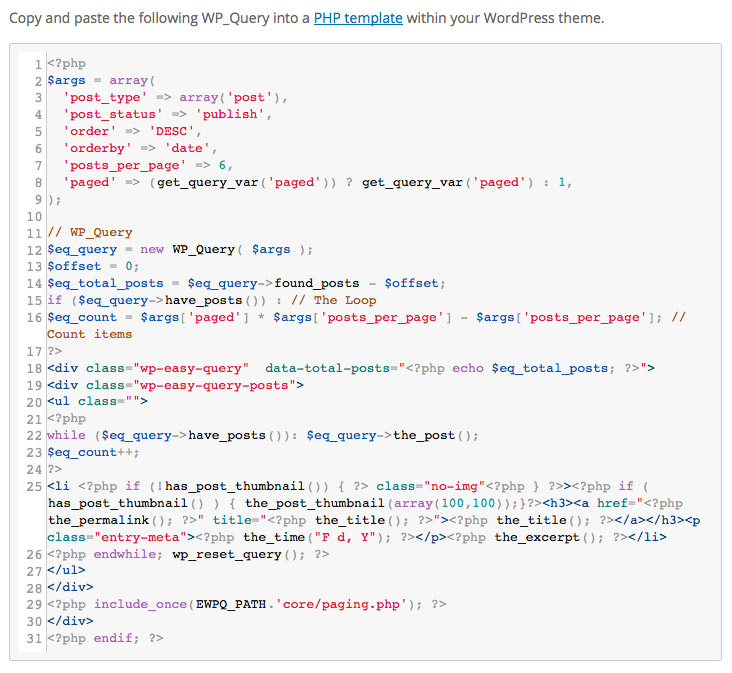 Copy and paste the following WP_Query into a PHP template within your WordPress theme.
1 <?php
2 $args = array(
3   'post_type' => array('post'),
4   'post_status' => 'publish',
5   'order' => 'DESC',
6   'orderby' => 'date',
7   'posts_per_page' => 6,
8   'paged' => (get_query_var('paged')) ? get_query_var('paged') : 1,
9 );
10
11 // WP_Query
12 $eq_query = new WP_Query( $args );
13 $offset = 0;
14 $eq_total_posts = $eq_query->found_posts - $offset;
15 if ($eq_query->have_posts()) : // The Loop
16 $eq_count = $args['paged'] * $args['posts_per_page'] - $args['posts_per_page']; //
Count items
17 ?>
18 <div class="wp-easy-query"  data-total-posts="<?php echo $eq_total_posts; ?>">
19 <div class="wp-easy-query-posts">
20 <ul class="">
21 <?php
22 while ($eq_query->have_posts()): $eq_query->the_post();
23 $eq_count++;
24 ?>
25 <li <?php if (!has_post_thumbnail()) { ?> class="no-img"<?php } ?>><?php if (
has_post_thumbnail() ) { the_post_thumbnail(array(100,100));}?><h3><a href="<?php
the_permalink(); ?>" title="<?php the_title(); ?>"><?php the_title(); ?></a></h3><p
class="entry-meta"><?php the_time("F d, Y"); ?></p><?php the_excerpt(); ?></li>
26 <?php endwhile; wp_reset_query(); ?>
27 </ul>
28 </div>
29 <?php include_once(EWPQ_PATH.'core/paging.php'); ?>
30 </div>
31 <?php endif; ?>